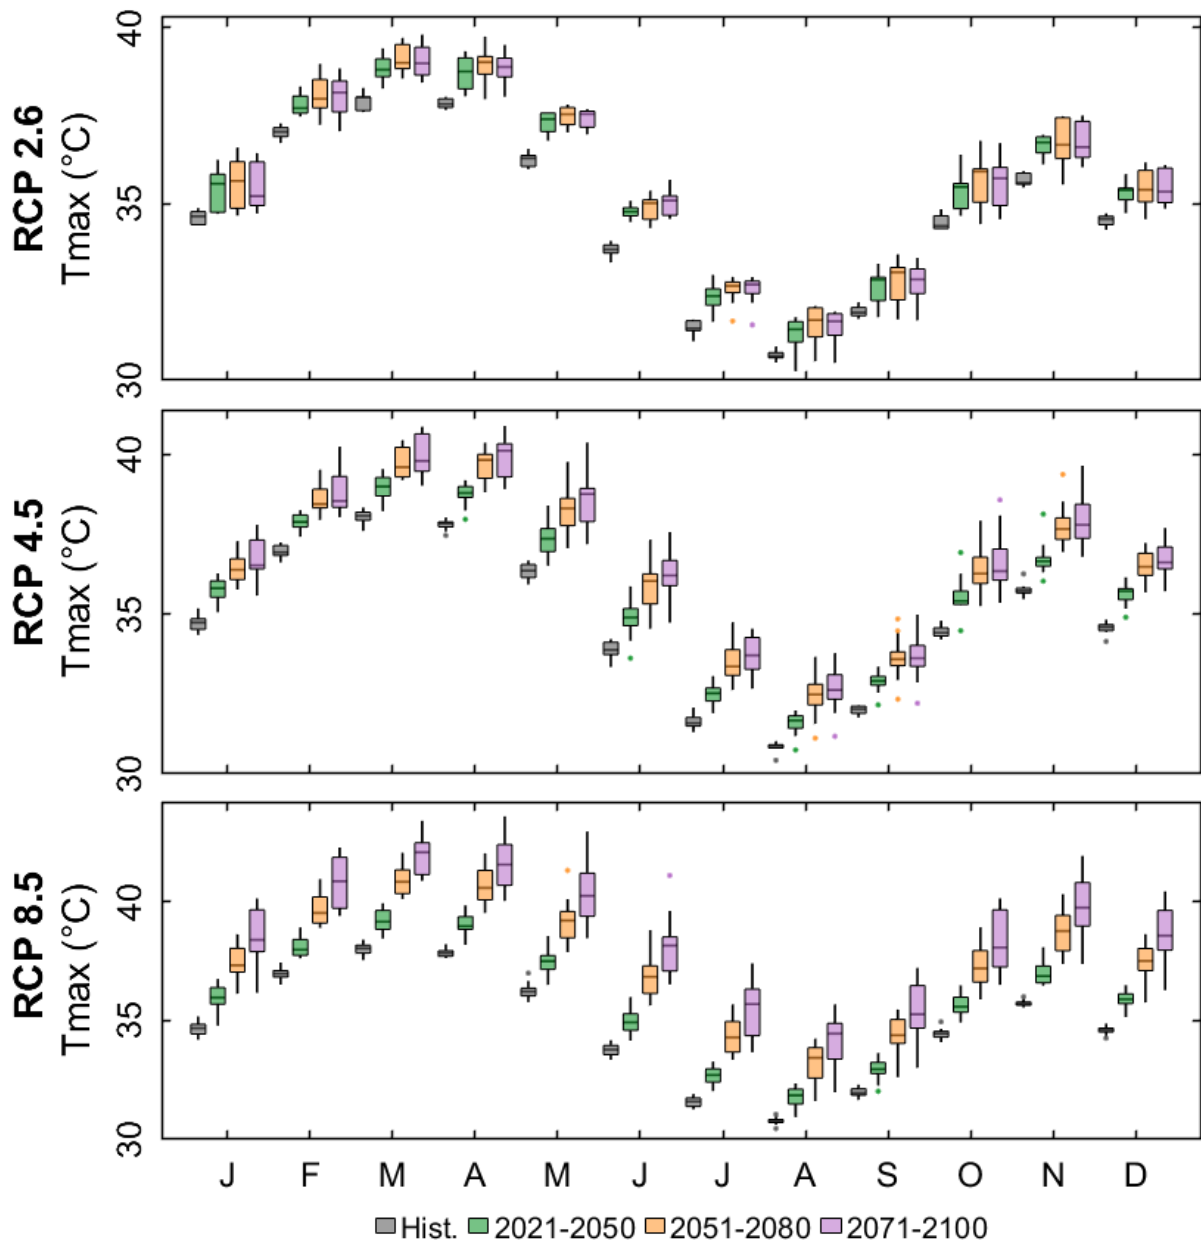 RCP 2.6
Tmax (°C)
40
35
30
RCP 4.5
Tmax (°C)
40
35
30
RCP 8.5
Tmax (°C)
40
35
30
J F M A M J J A S O N D
Hist. 2021-2050 2051-2080 2071-2100